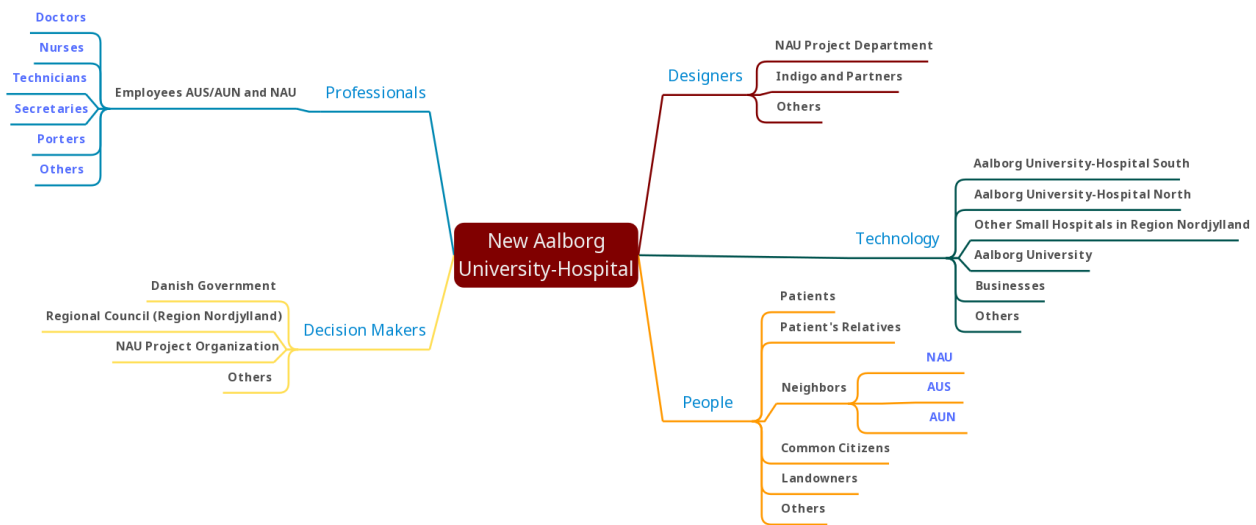 New Aalborg
University-Hospital
Professionals
Employees AUS/AUN and NAU
Doctors
Nurses
Technicians
Secretaries
Porters
Others
Decision Makers
Danish Government
Regional Council (Region Nordjylland)
NAU Project Organization
Others
Designers
NAU Project Department
Indigo and Partners
Others
Technology
Aalborg University-Hospital South
Aalborg University-Hospital North
Other Small Hospitals in Region Nordjylland
Aalborg University
Businesses
Others
People
Patients
Patient's Relatives
Neighbors
NAU
AUS
AUN
Common Citizens
Landowners
Others